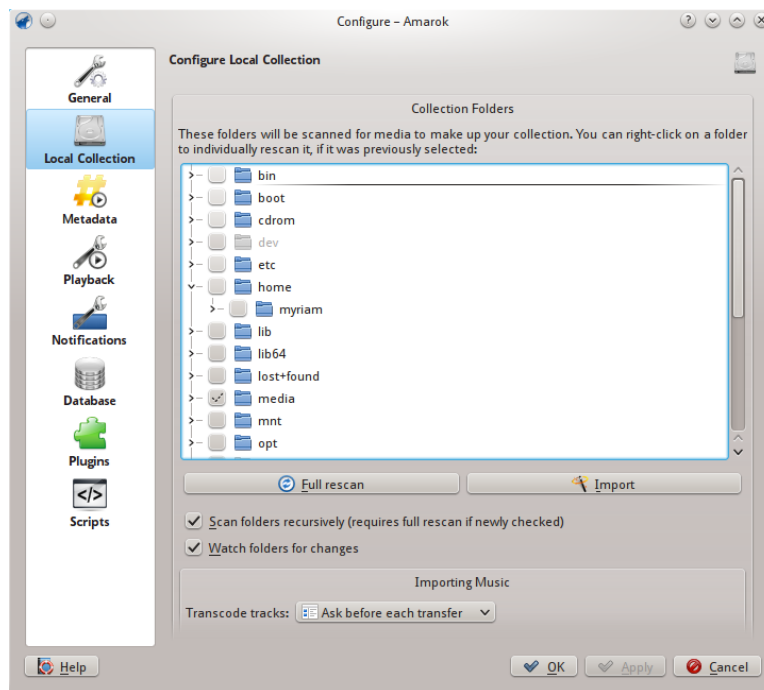 Configure – Amarok
Configure Local Collection
General
Local Collection
Metadata
Playback
Notifications
Database
Plugins
Scripts
Collection Folders
These folders will be scanned for media to make up your collection. You can right-click on a folder
to individually rescan it, if it was previously selected:
bin
boot
cdrom
dev
etc
home
myriam
lib
lib64
lost+found
media
mnt
opt
Full rescan
Import
Scan folders recursively (requires full rescan if newly checked)
Watch folders for changes
Importing Music
Transcode tracks: Ask before each transfer
Help
OK
Apply
Cancel